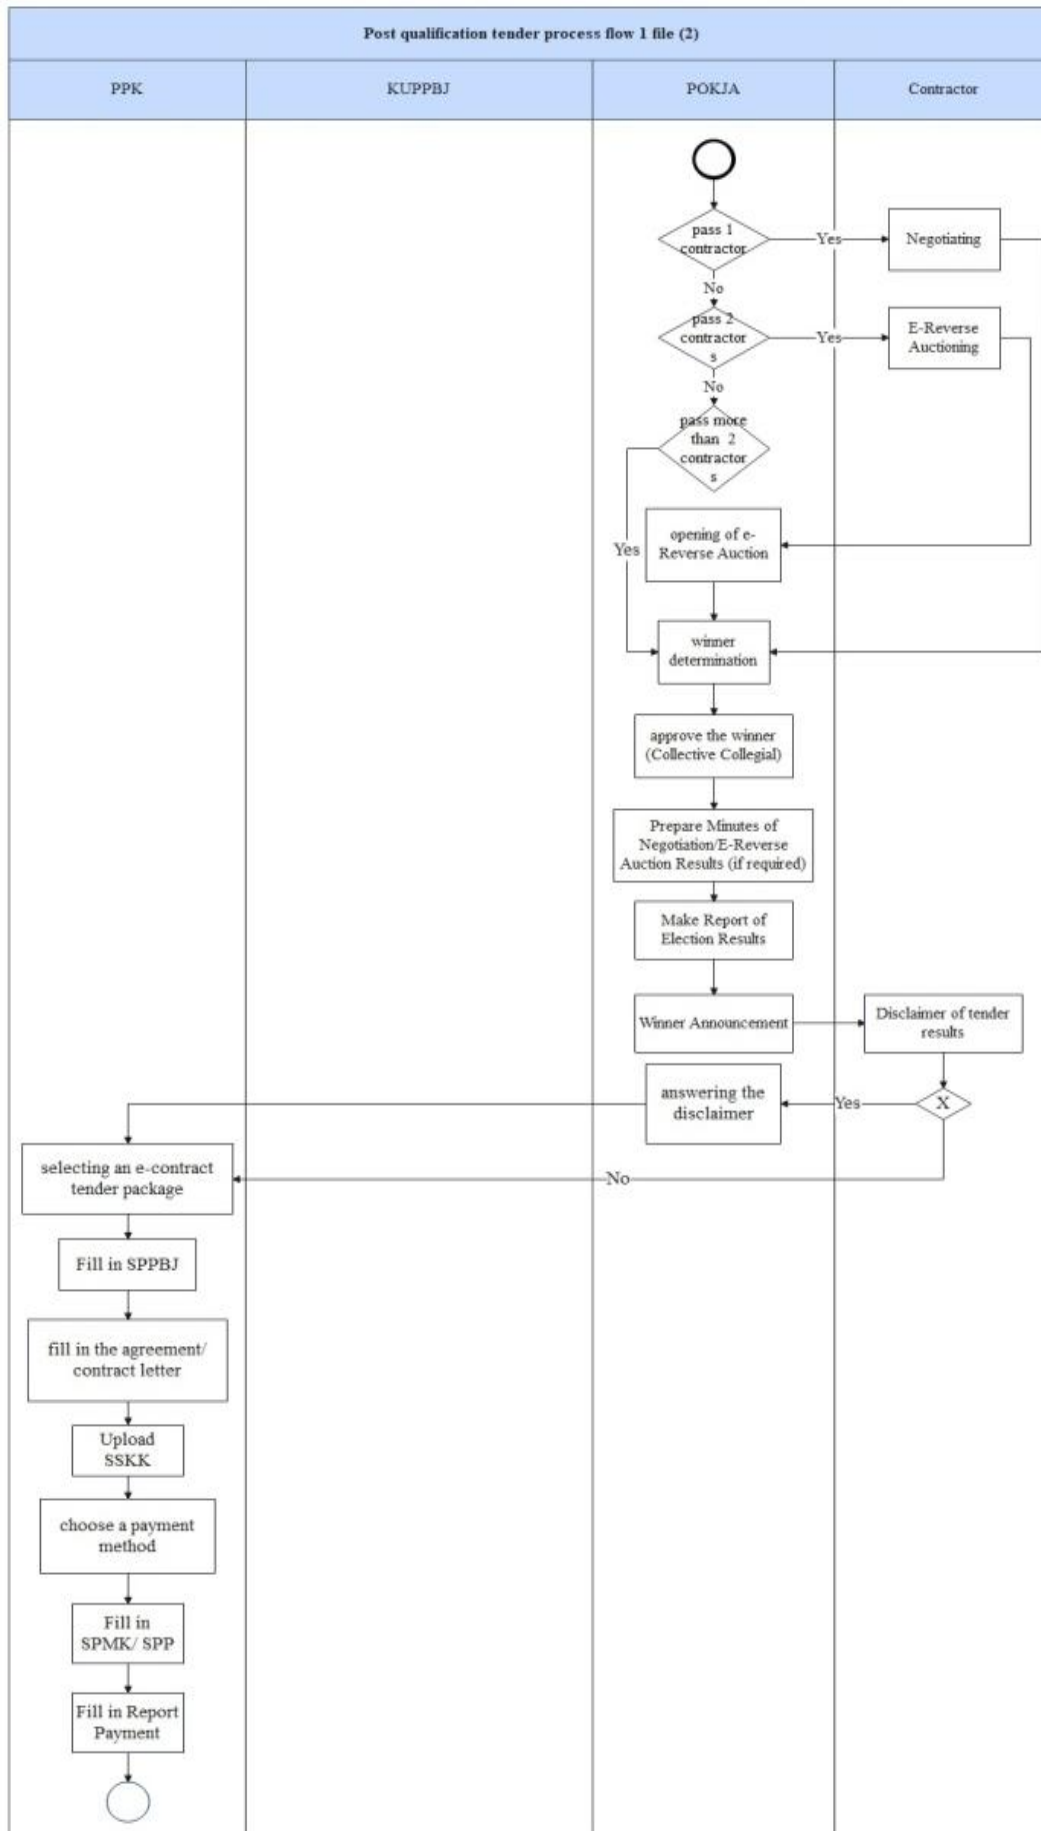 Post qualification tender process flow 1 file (2)
PPK
KUPPBJ
POKJA
Contractor
pass 1
contractor
Yes
Negotiating
No
pass 2
contractor
s
Yes
E-Reverse
Auctioning
No
pass more
than 2
contractor
s
Yes
opening of e-
Reverse Auction
winner
determination
approve the winner
(Collective Collegial)
Prepare Minutes of
Negotiation/E-Reverse
Auction Results (if required)
Make Report of
Election Results
Winner Announcement
Disclaimer of tender
results
answering the
disclaimer
Yes
X
selecting an e-contract
tender package
No
Fill in SPPBJ
fill in the agreement/
contract letter
Upload
SSKK
choose a payment
method
Fill in
SPMK/ SPP
Fill in Report
Payment